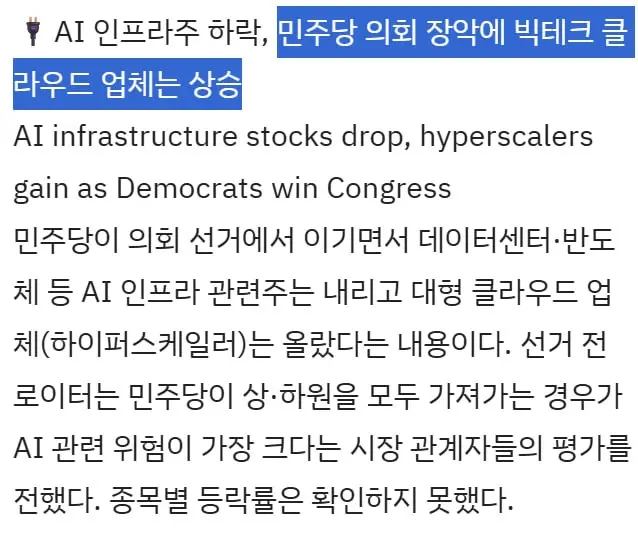 AI 인프라주 하락, 민주당 의회 장악에 빅테크 클
라우드 업체는 상승
AI infrastructure stocks drop, hyperscalers
gain as Democrats win Congress
민주당이 의회 선거에서 이기면서 데이터센터·반도
체 등 AI 인프라 관련주는 내리고 대형 클라우드 업
체(하이퍼스케일러)는 올랐다는 내용이다. 선거 전
로이터는 민주당이 상·하원을 모두 가져가는 경우가
AI 관련 위험이 가장 크다는 시장 관계자들의 평가를
전했다. 종목별 등락률은 확인하지 못했다.